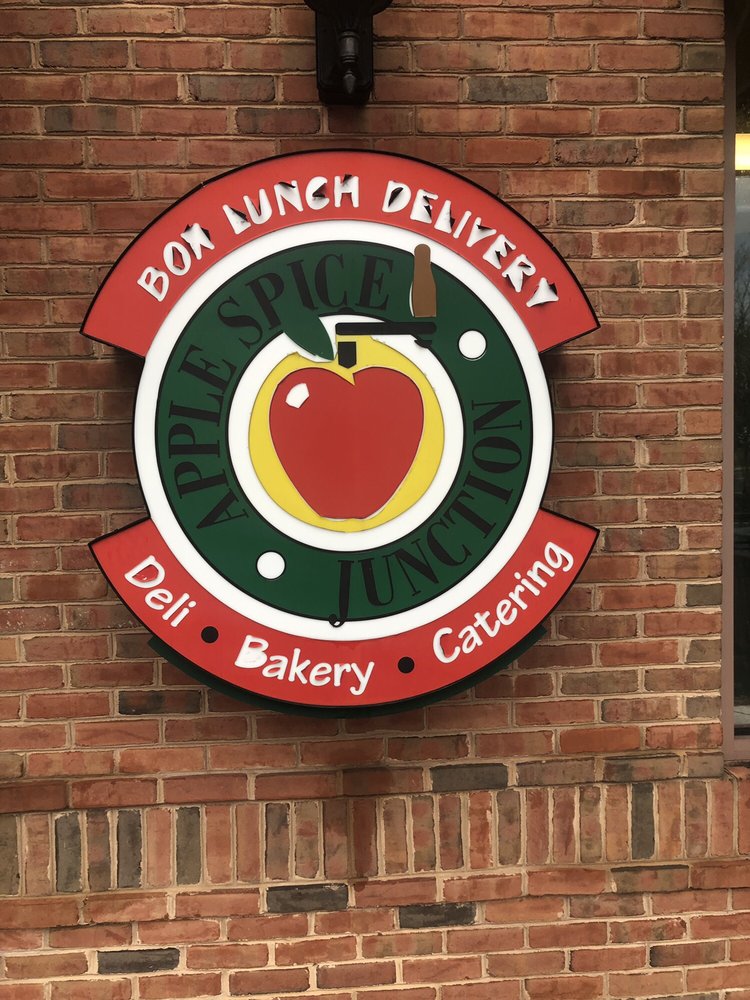 BOX LUNCH DELIVERY
APPLE SPICE
JUNCTION
Deli • Bakery • Catering